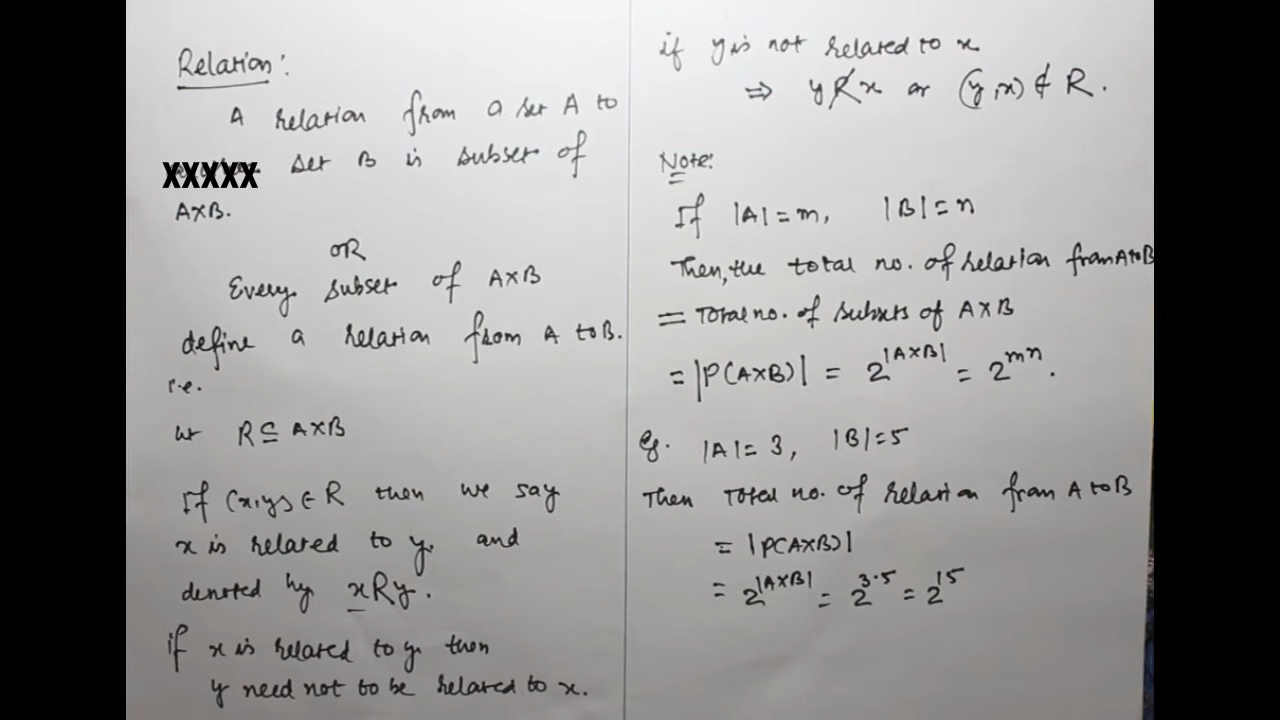 Relation:
A relation from a set A to
XXXXX set B is subset of
A×B.
OR
Every subset of A×B
define a relation from A to B.
i.e.
let R ⊆ A×B
If (x,y) ∈ R then we say
x is related to y and
denoted by xRy.
if x is related to y then
y need not to be related to x.
if y is not related to x
⇒ y R̸ x or (y,x) ∉ R.
Note:
If |A| = m, |B| = n
Then, the total no. of relation from A to B
= Total no. of subsets of A×B
= |P(A×B)| = 2^|A×B| = 2^mn.
Eg. |A| = 3, |B| = 5
Then Total no. of relation from A to B
= |P(A×B)|
= 2^|A×B| = 2^3·5 = 2^15